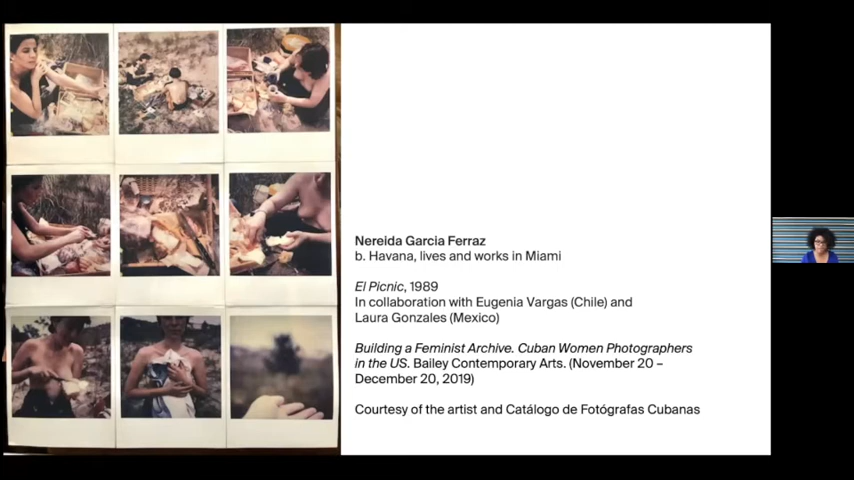 Nereida Garcia Ferraz
b. Havana, lives and works in Miami
El Picnic, 1989
In collaboration with Eugenia Vargas (Chile) and
Laura Gonzales (Mexico)
Building a Feminist Archive. Cuban Women Photographers
in the US. Bailey Contemporary Arts. (November 20 –
December 20, 2019)
Courtesy of the artist and Catálogo de Fotógrafas Cubanas